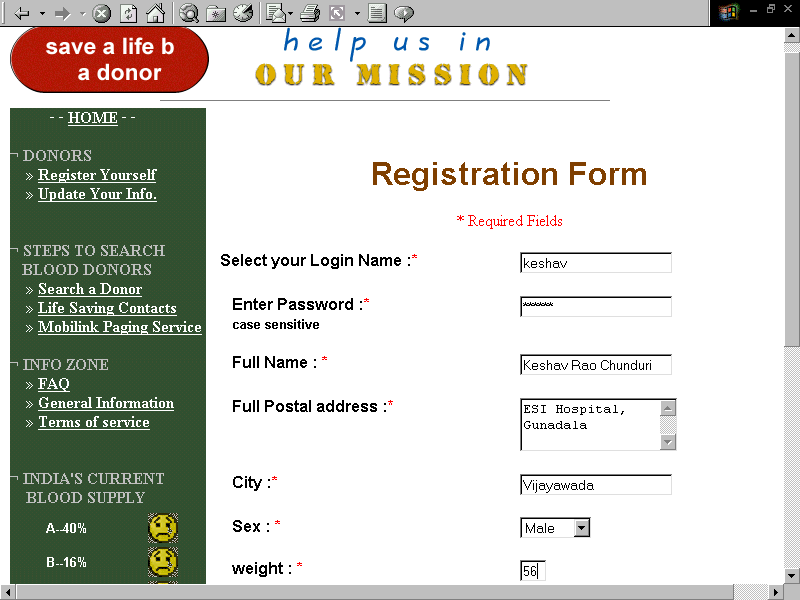 save a life b
a donor
help us in
OUR MISSION
- - HOME - -
DONORS
» Register Yourself
» Update Your Info.
STEPS TO SEARCH
BLOOD DONORS
» Search a Donor
» Life Saving Contacts
» Mobilink Paging Service
INFO ZONE
» FAQ
» General Information
» Terms of service
INDIA'S CURRENT
BLOOD SUPPLY
A--40%
B--16%
Registration Form
* Required Fields
Select your Login Name :* keshav
Enter Password :* ******
case sensitive
Full Name : * Keshav Rao Chunduri
Full Postal address :* ESI Hospital,
Gunadala
City :* Vijayawada
Sex : * Male
weight : * 56